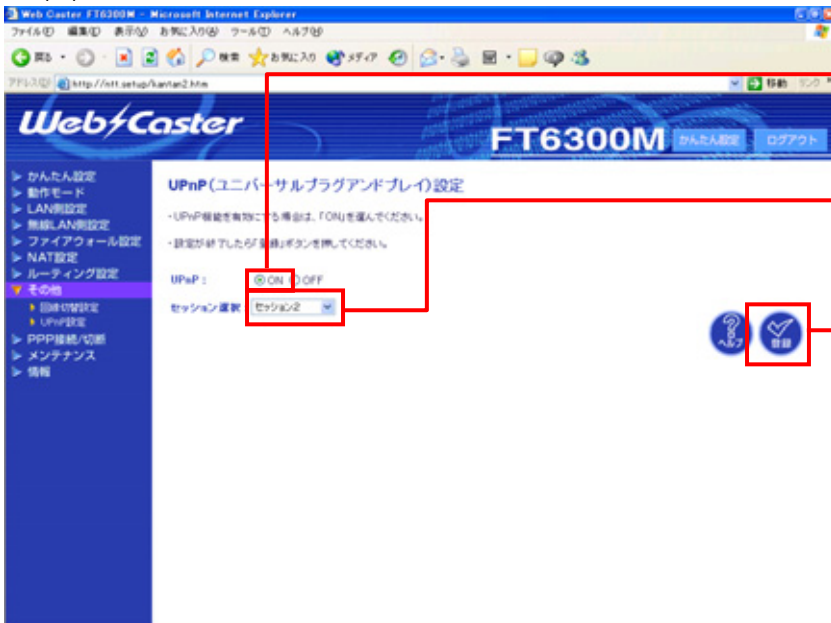 Web Caster FT6300M - Microsoft Internet Explorer
ファイル(F) 編集(E) 表示(V) お気に入り(A) ツール(T) ヘルプ(H)
戻る 検索 お気に入り メディア
アドレス(D) http://ntt.setup/kantan2.htm 移動 リンク
Web Caster
FT6300M かんたん設定 ログアウト
かんたん設定
動作モード
LAN側設定
無線LAN側設定
ファイアウォール設定
NAT設定
ルーティング設定
その他
回線切替設定
UPnP設定
PPP接続/切断
メンテナンス
情報
UPnP(ユニバーサルプラグアンドプレイ)設定
・UPnP機能を有効にする場合は、「ON」を選んでください。
・設定が終了したら「登録」ボタンを押してください。
UPnP : ON OFF
セッション選択 セッション2
ヘルプ 登録